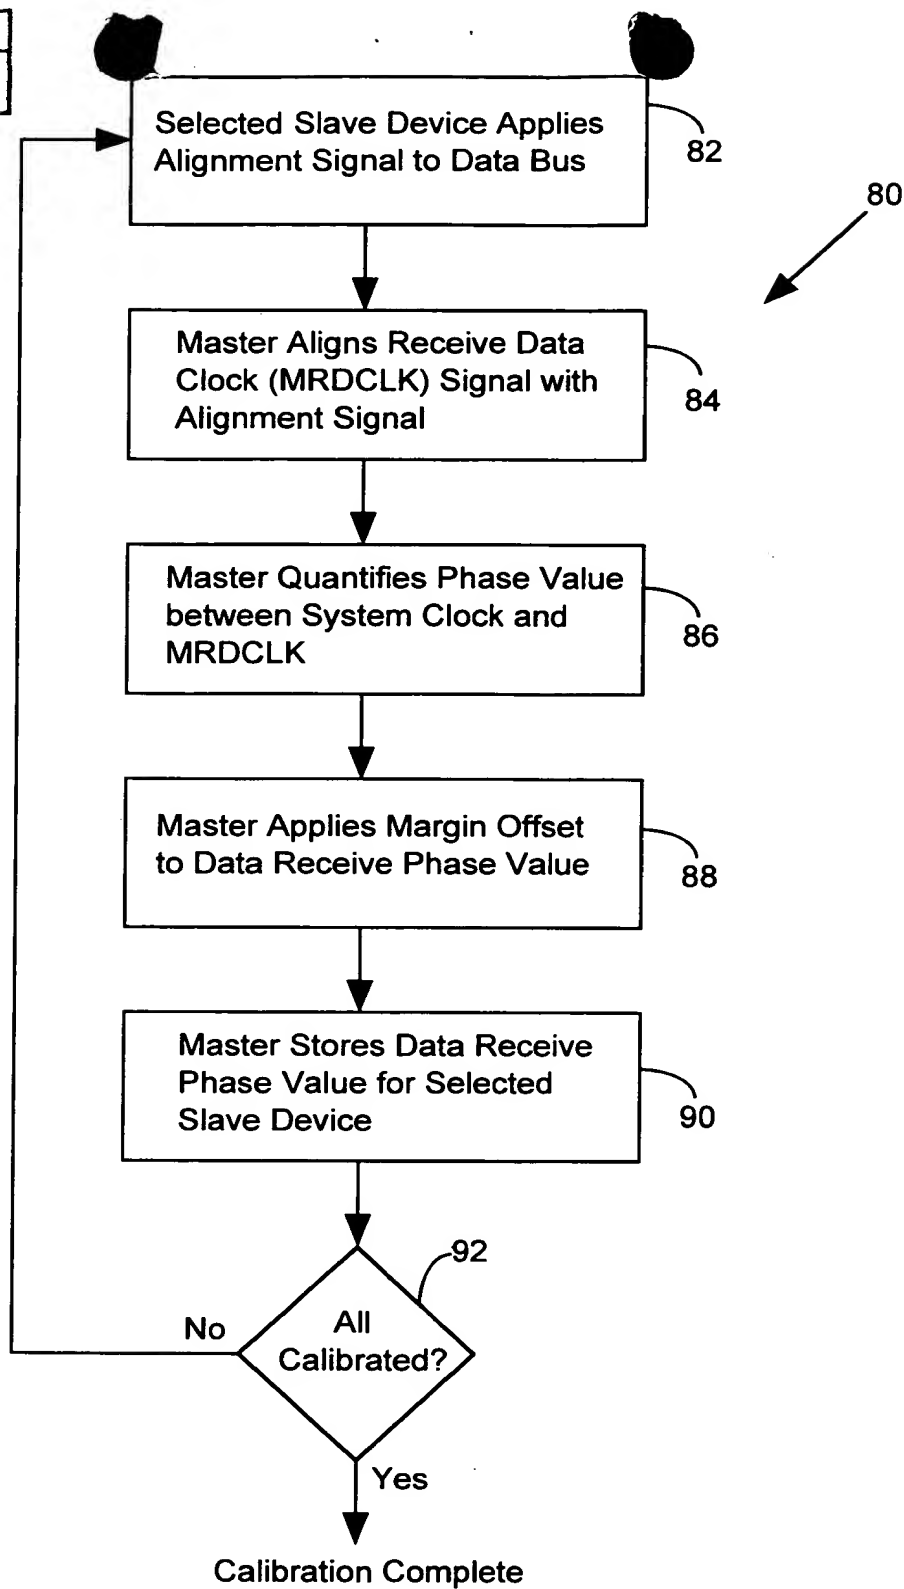 Selected Slave Device Applies
Alignment Signal to Data Bus
82
80
Master Aligns Receive Data
Clock (MRDCLK) Signal with
Alignment Signal
84
Master Quantifies Phase Value
between System Clock and
MRDCLK
86
Master Applies Margin Offset
to Data Receive Phase Value
88
Master Stores Data Receive
Phase Value for Selected
Slave Device
90
92
All
Calibrated?
No
Yes
Calibration Complete